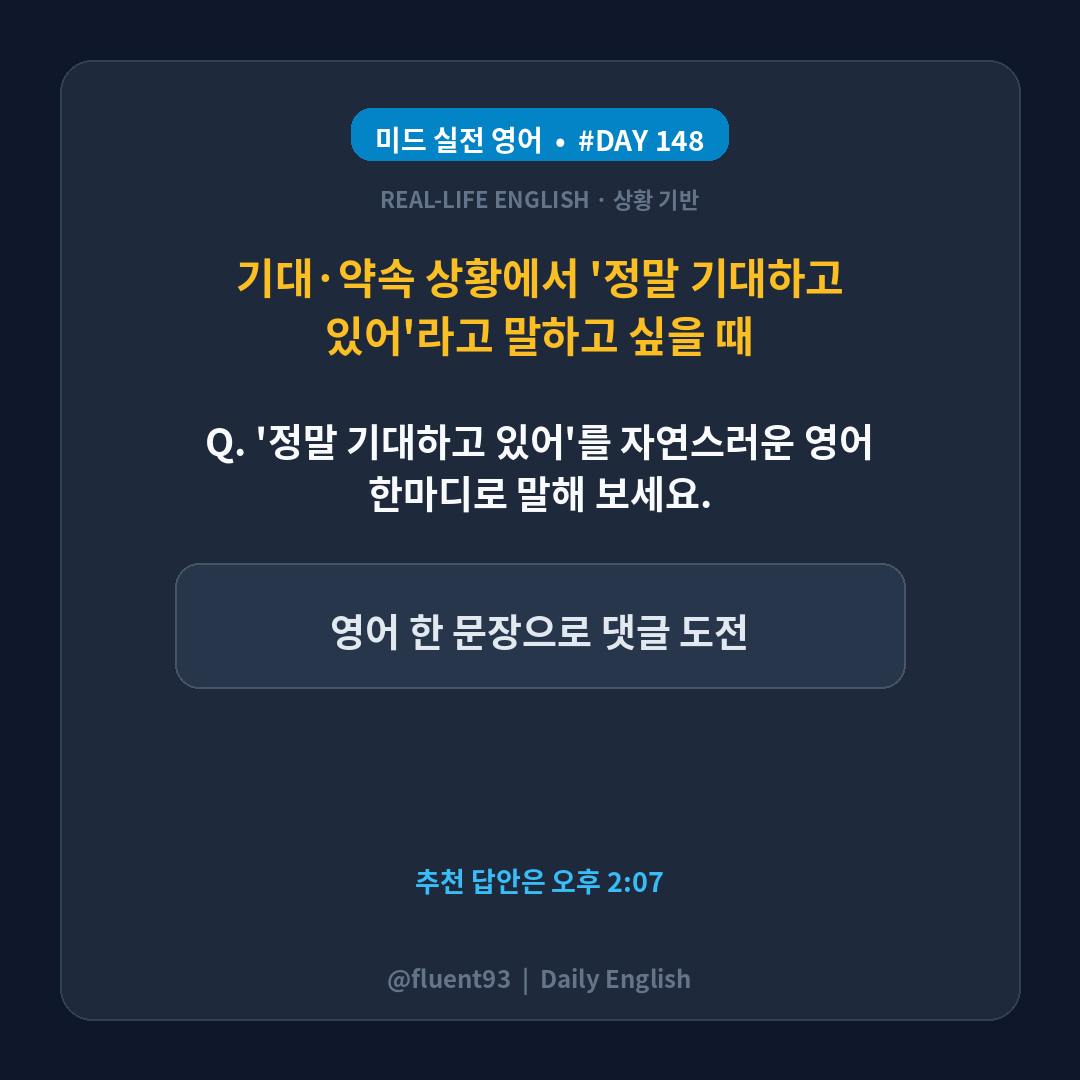 미드 실전 영어 • #DAY 148
REAL-LIFE ENGLISH · 상황 기반
기대·약속 상황에서 '정말 기대하고
있어'라고 말하고 싶을 때
Q. '정말 기대하고 있어'를 자연스러운 영어
한마디로 말해 보세요.
영어 한 문장으로 댓글 도전
추천 답안은 오후 2:07
@fluent93 | Daily English